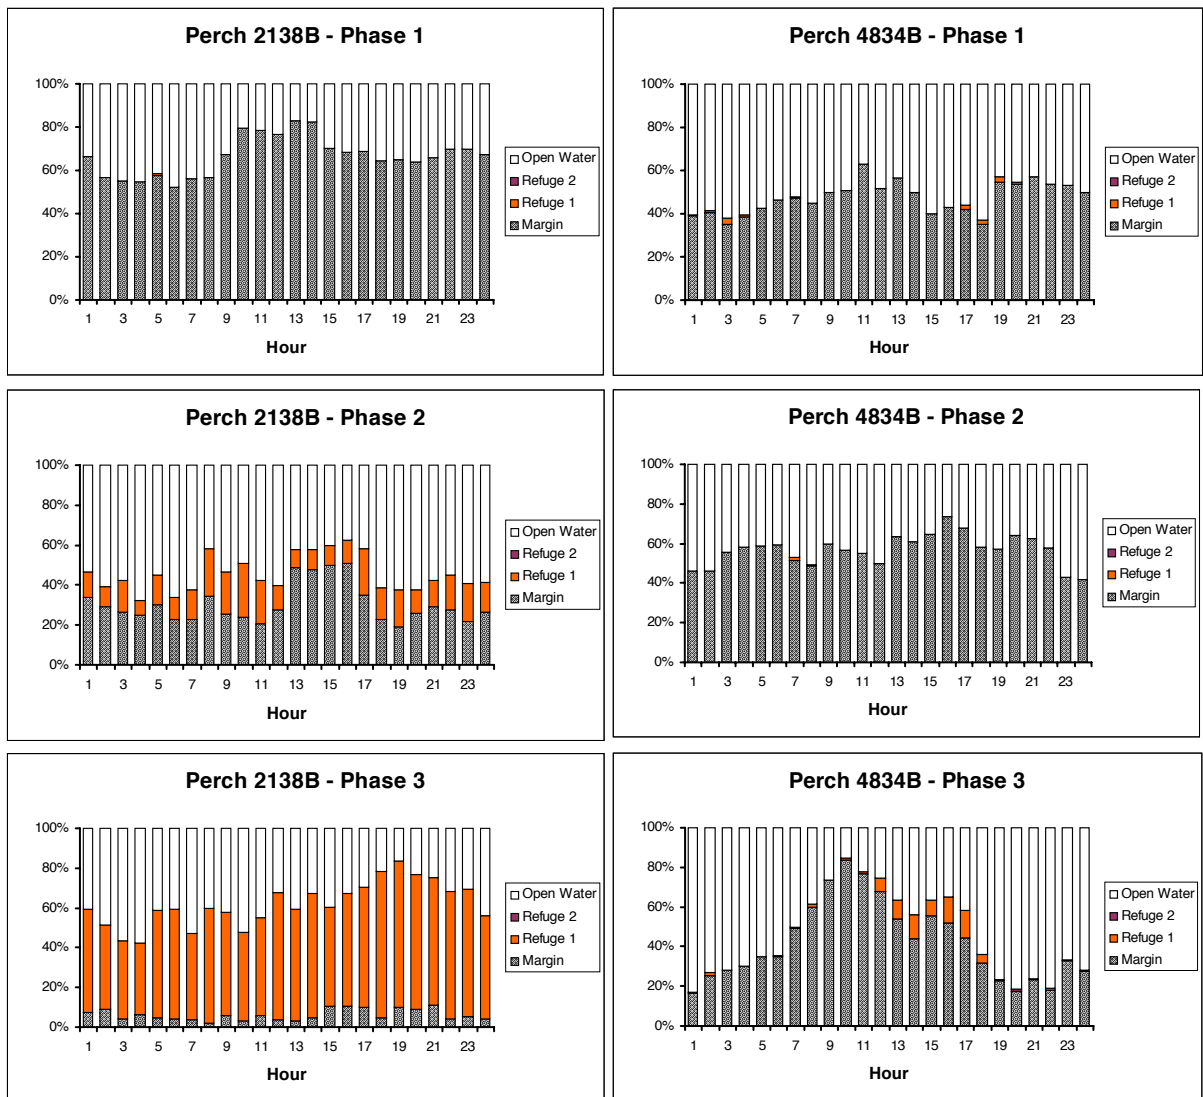 Perch 2138B - Phase 1
100%
80%
60%
40%
20%
0%
1 3 5 7 9 11 13 15 17 19 21 23
Hour
Open Water
Refuge 2
Refuge 1
Margin
Perch 4834B - Phase 1
100%
80%
60%
40%
20%
0%
1 3 5 7 9 11 13 15 17 19 21 23
Hour
Open Water
Refuge 2
Refuge 1
Margin
Perch 2138B - Phase 2
100%
80%
60%
40%
20%
0%
1 3 5 7 9 11 13 15 17 19 21 23
Hour
Open Water
Refuge 2
Refuge 1
Margin
Perch 4834B - Phase 2
100%
80%
60%
40%
20%
0%
1 3 5 7 9 11 13 15 17 19 21 23
Hour
Open Water
Refuge 2
Refuge 1
Margin
Perch 2138B - Phase 3
100%
80%
60%
40%
20%
0%
1 3 5 7 9 11 13 15 17 19 21 23
Hour
Open Water
Refuge 2
Refuge 1
Margin
Perch 4834B - Phase 3
100%
80%
60%
40%
20%
0%
1 3 5 7 9 11 13 15 17 19 21 23
Hour
Open Water
Refuge 2
Refuge 1
Margin